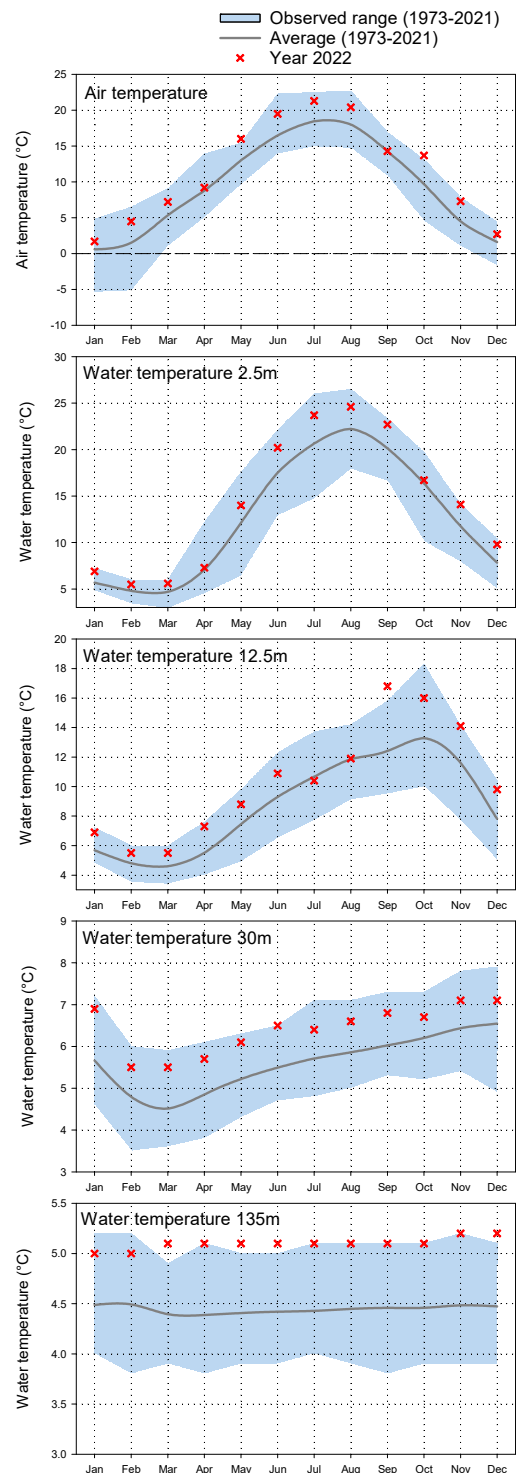 Observed range (1973-2021)
Average (1973-2021)
Year 2022
Air temperature
Air temperature (°C)
25
20
15
10
5
0
-5
-10
Jan Feb Mar Apr May Jun Jul Aug Sep Oct Nov Dec
Water temperature 2.5m
Water temperature (°C)
30
25
20
15
10
5
Jan Feb Mar Apr May Jun Jul Aug Sep Oct Nov Dec
Water temperature 12.5m
Water temperature (°C)
20
18
16
14
12
10
8
6
4
Jan Feb Mar Apr May Jun Jul Aug Sep Oct Nov Dec
Water temperature 30m
Water temperature (°C)
9
8
7
6
5
4
3
Jan Feb Mar Apr May Jun Jul Aug Sep Oct Nov Dec
Water temperature 135m
Water temperature (°C)
5.5
5.0
4.5
4.0
3.5
3.0
Jan Feb Mar Apr May Jun Jul Aug Sep Oct Nov Dec